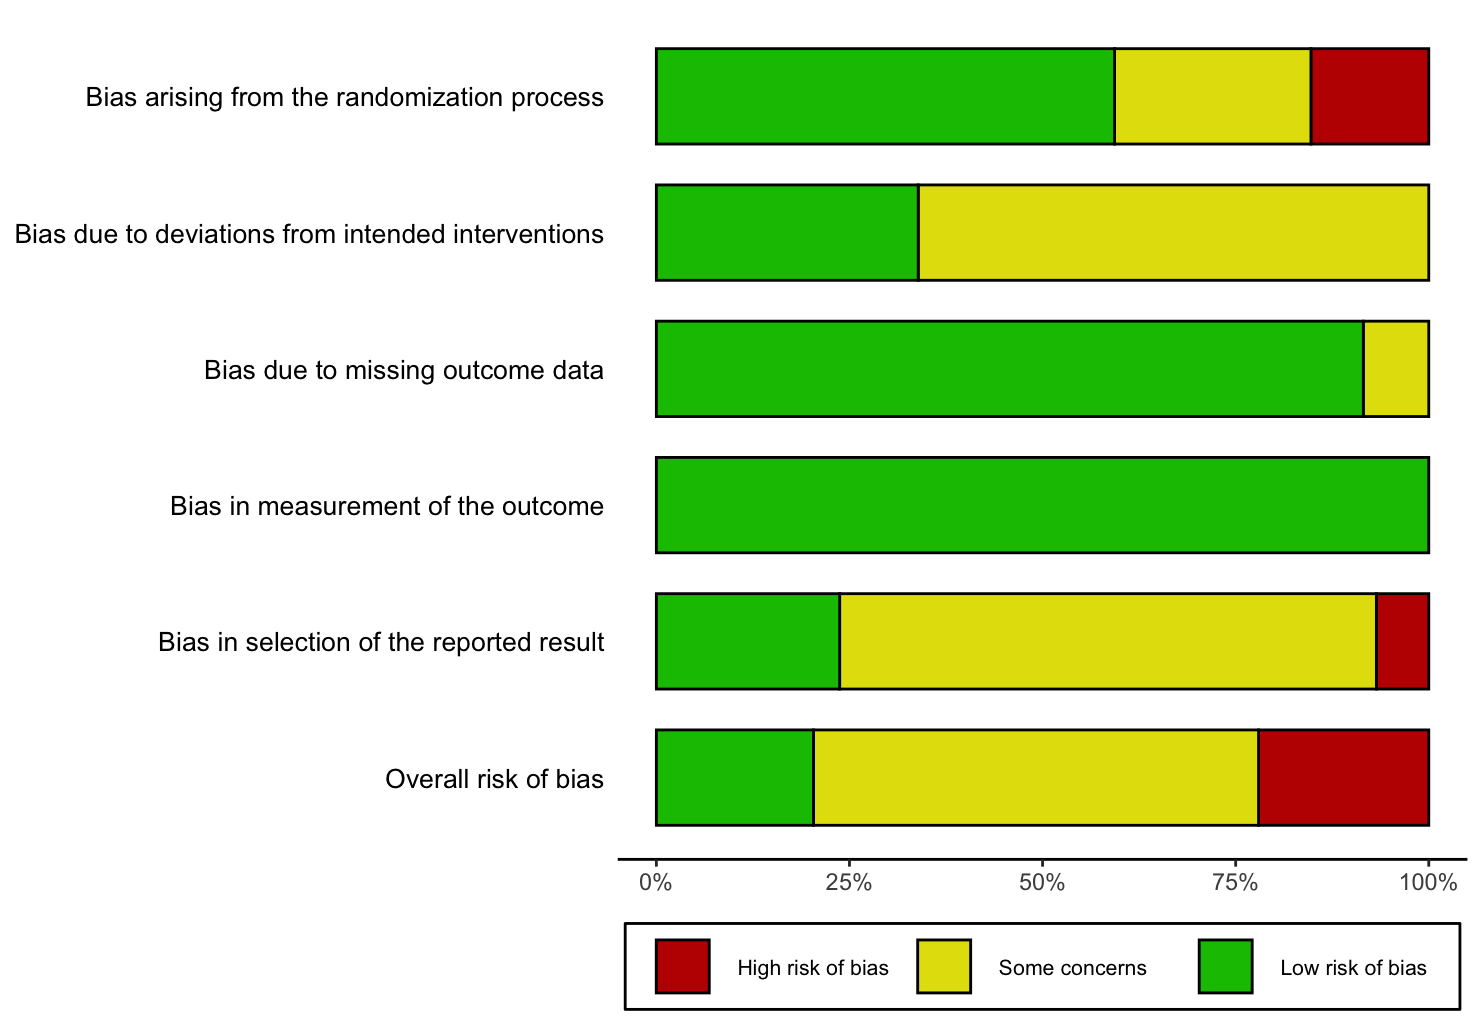 Bias arising from the randomization process
Bias due to deviations from intended interventions
Bias due to missing outcome data
Bias in measurement of the outcome
Bias in selection of the reported result
Overall risk of bias
0% 25% 50% 75% 100%
High risk of bias Some concerns Low risk of bias